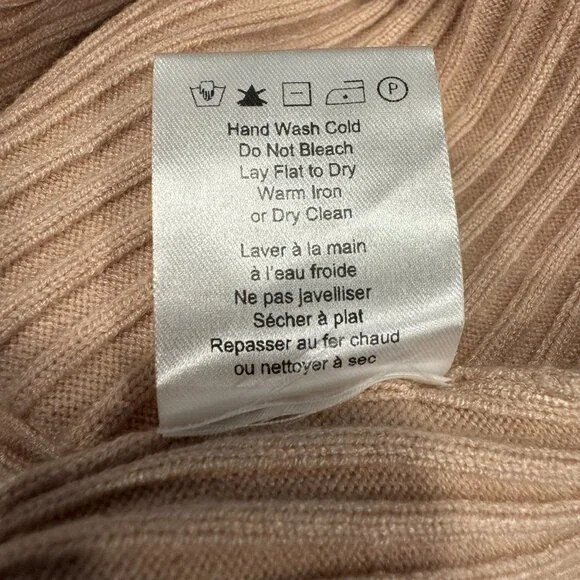 P
Hand Wash Cold
Do Not Bleach
Lay Flat to Dry
Warm Iron
or Dry Clean
Laver à la main
à l'eau froide
Ne pas javelliser
Sécher à plat
Repasser au fer chaud
ou nettoyer à sec